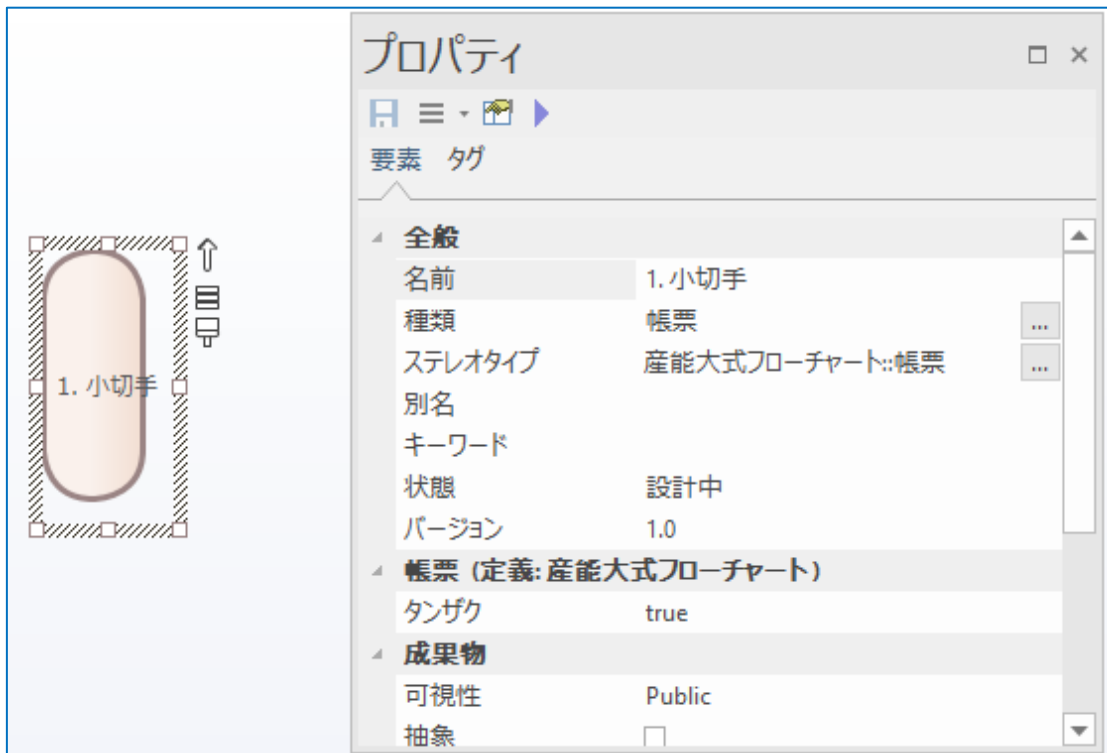 プロパティ
要素 タグ
全般
名前 1. 小切手
種類 帳票 ...
ステレオタイプ 産能大式フローチャート::帳票 ...
別名
キーワード
状態 設計中
バージョン 1.0
帳票 (定義: 産能大式フローチャート)
タンザク true
成果物
可視性 Public
抽象
1. 小切手